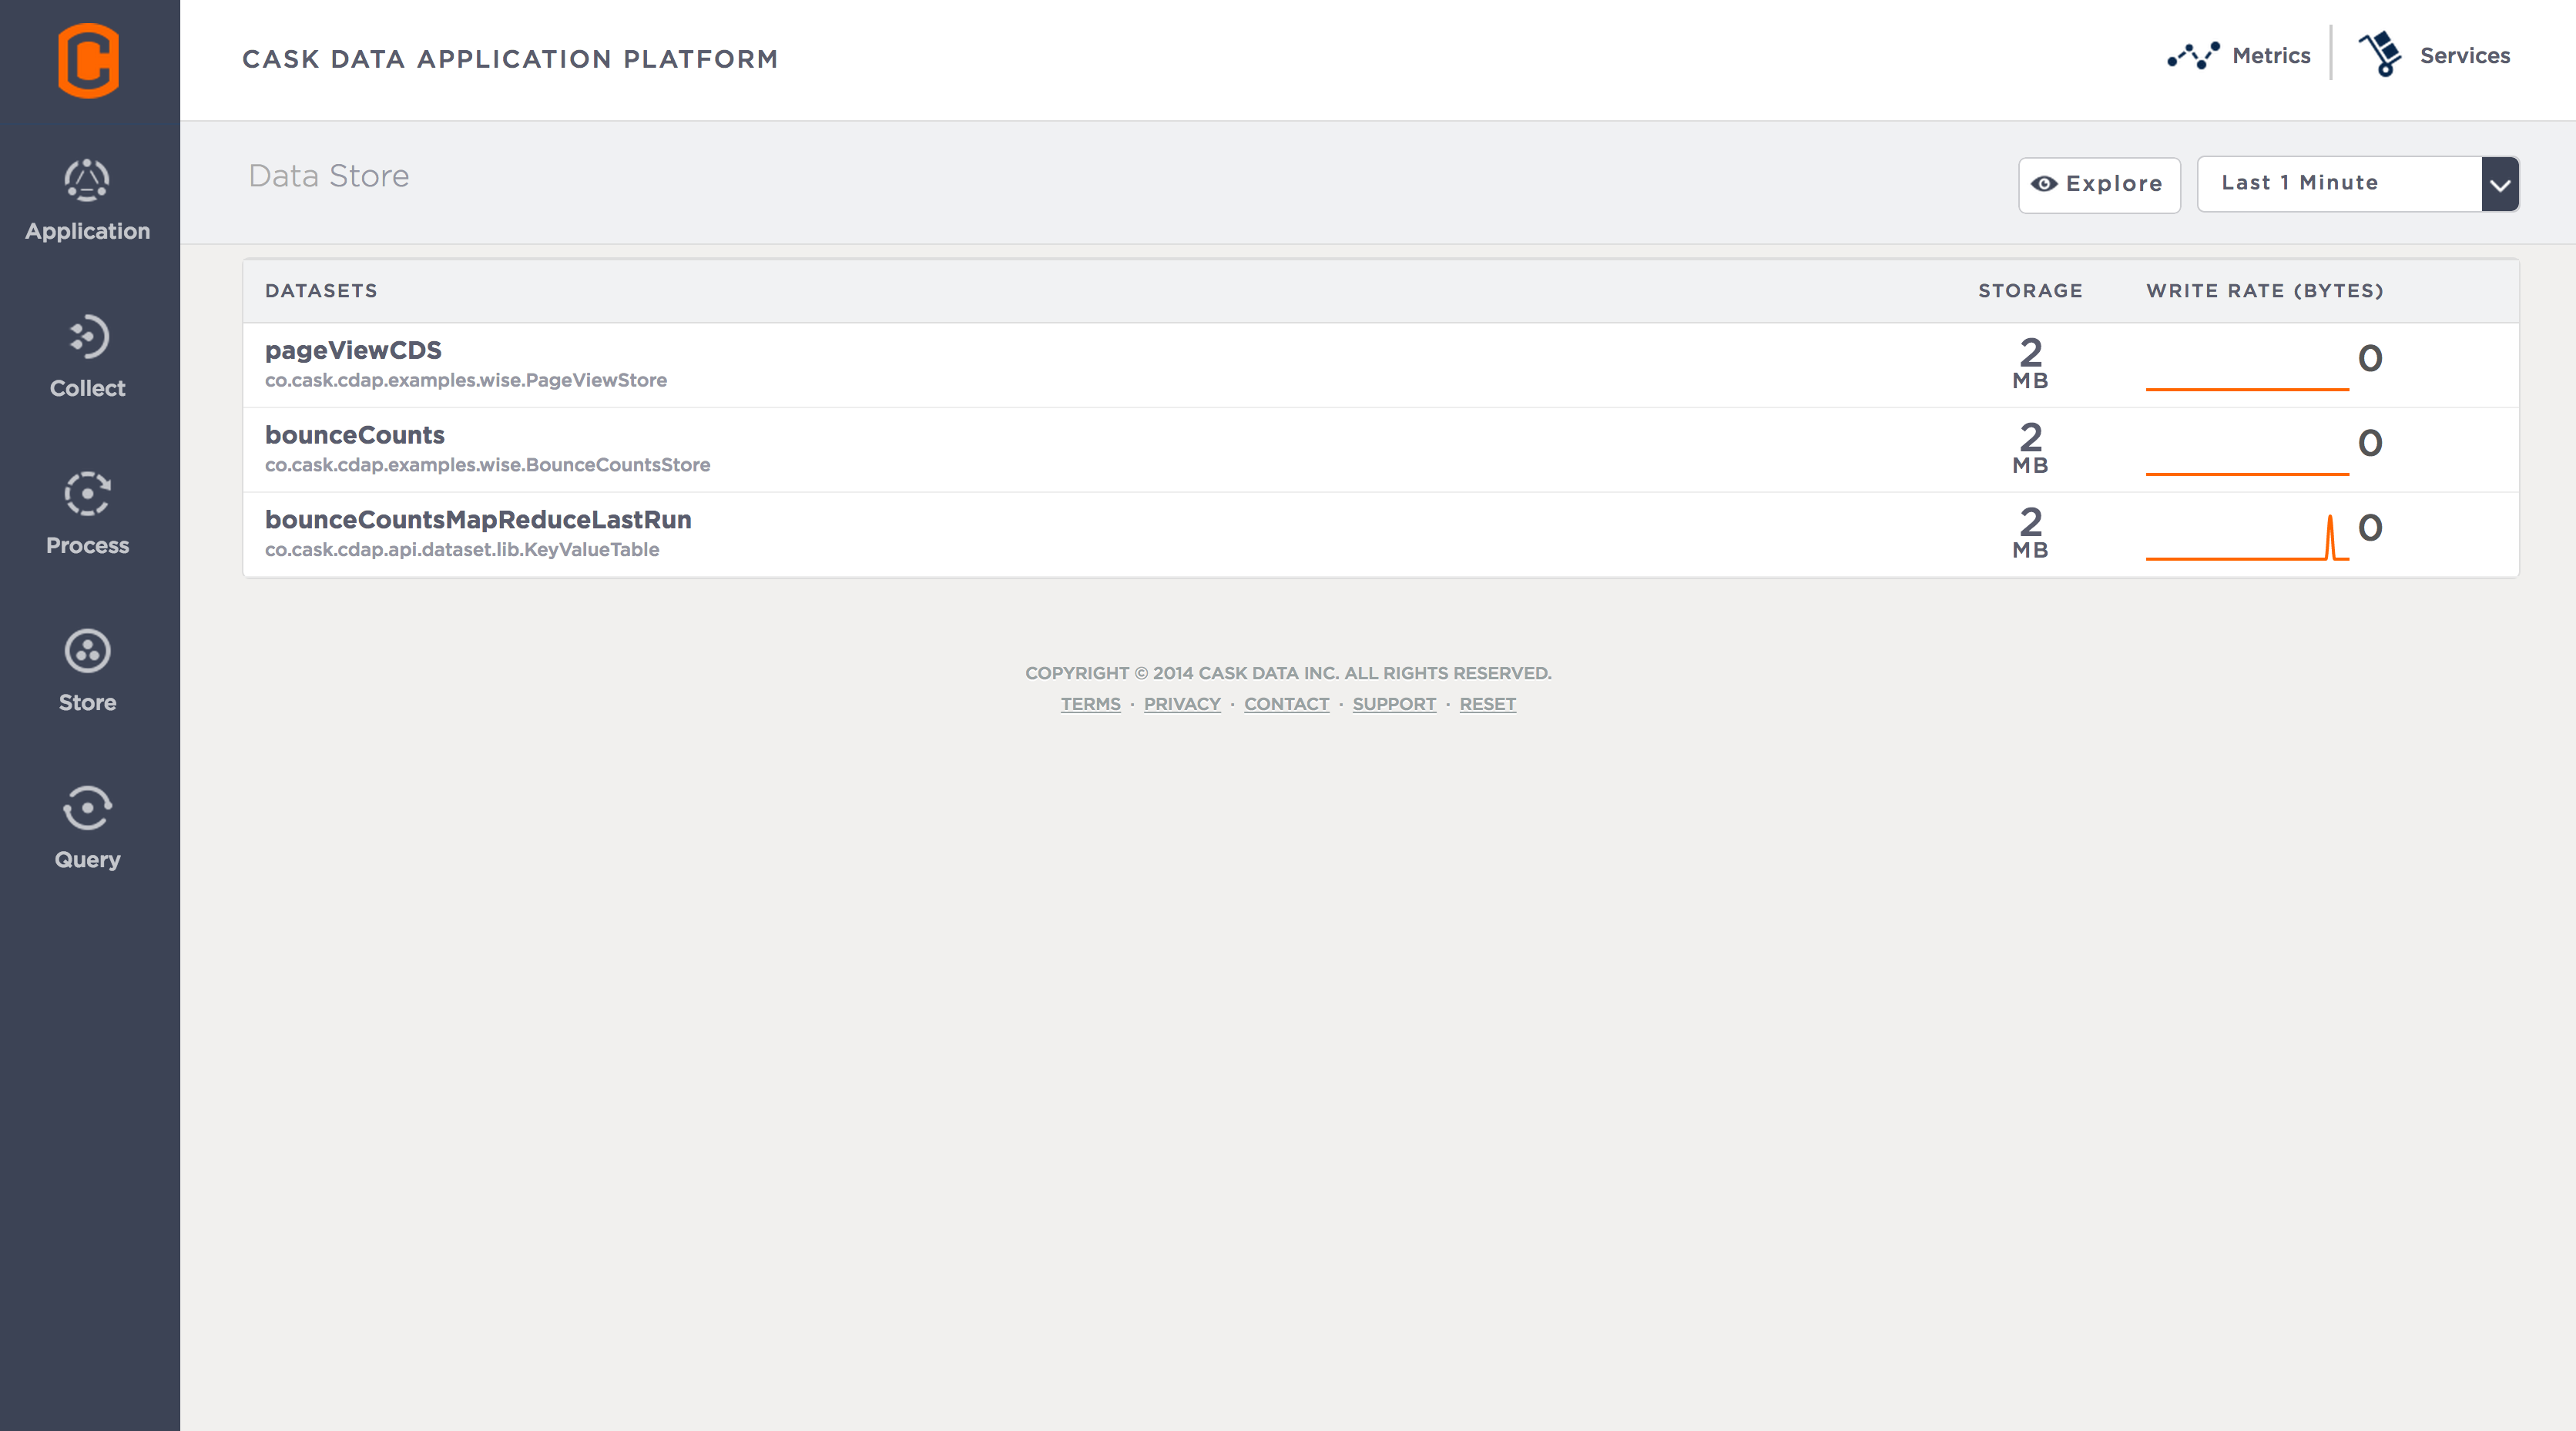 CASK DATA APPLICATION PLATFORM
Metrics
Services
Application
Collect
Process
Store
Query
Data Store
Explore
Last 1 Minute
DATASETS STORAGE WRITE RATE (BYTES)
pageViewCDS
co.cask.cdap.examples.wise.PageViewStore
2
MB
0
bounceCounts
co.cask.cdap.examples.wise.BounceCountsStore
2
MB
0
bounceCountsMapReduceLastRun
co.cask.cdap.api.dataset.lib.KeyValueTable
2
MB
0
COPYRIGHT © 2014 CASK DATA INC. ALL RIGHTS RESERVED.
TERMS · PRIVACY · CONTACT · SUPPORT · RESET